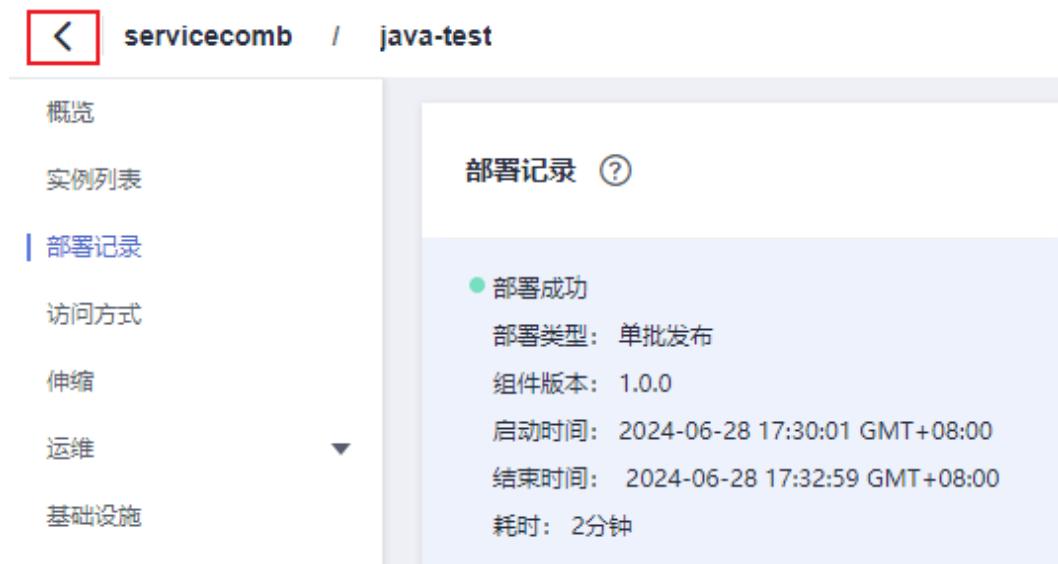 servicecomb / java-test
概览
实例列表
部署记录
访问方式
伸缩
运维
基础设施
部署记录 ?
部署成功
部署类型： 单批发布
组件版本： 1.0.0
启动时间： 2024-06-28 17:30:01 GMT+08:00
结束时间： 2024-06-28 17:32:59 GMT+08:00
耗时： 2分钟